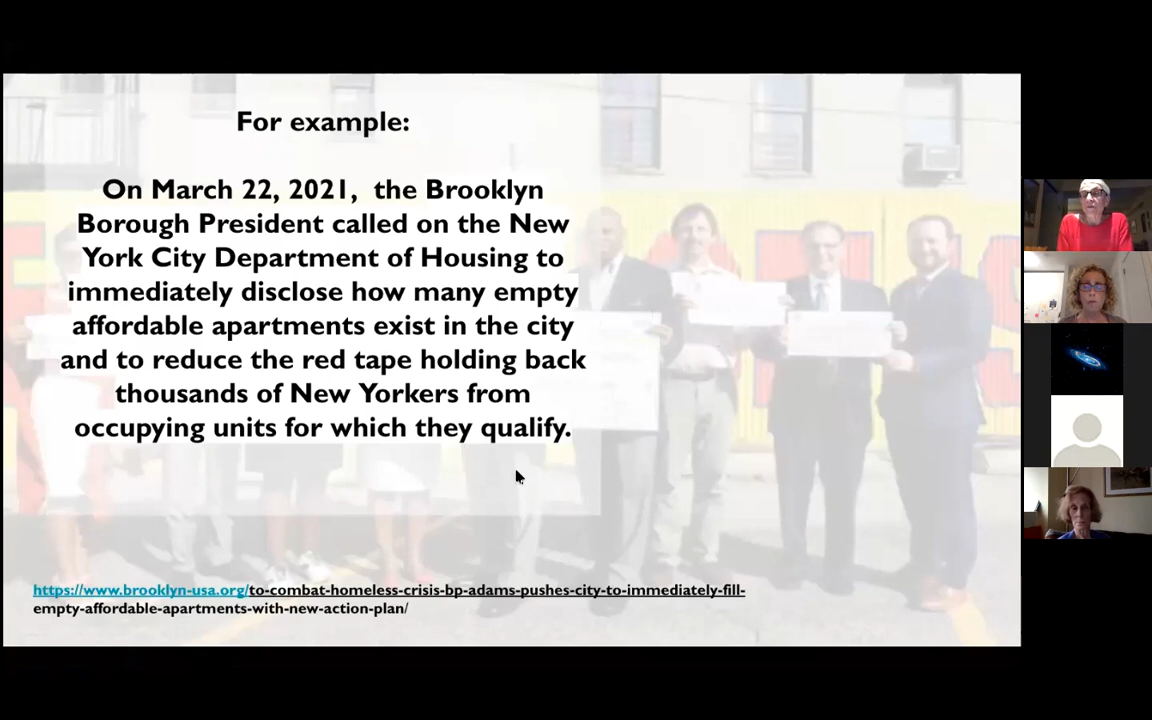 For example:
On March 22, 2021,  the Brooklyn
Borough President called on the New
York City Department of Housing to
immediately disclose how many empty
affordable apartments exist in the city
and to reduce the red tape holding back
thousands of New Yorkers from
occupying units for which they qualify.
https://www.brooklyn-usa.org/to-combat-homeless-crisis-bp-adams-pushes-city-to-immediately-fill-
empty-affordable-apartments-with-new-action-plan/